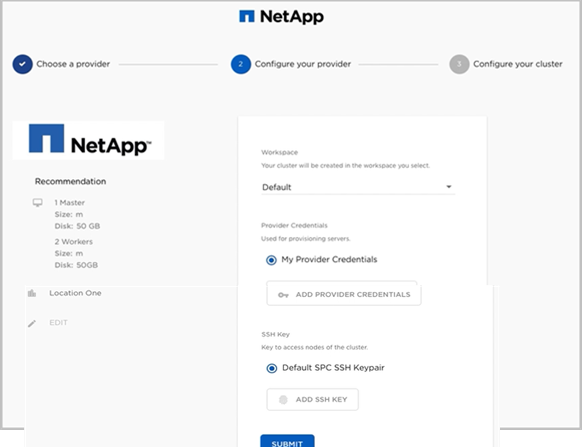 NetApp
Choose a provider
2
Configure your provider
3
Configure your cluster
NetApp™
Recommendation
1 Master
Size: m
Disk: 50 GB
2 Workers
Size: m
Disk: 50GB
Location One
EDIT
Workspace
Your cluster will be created in the workspace you select.
Default
Provider Credentials
Used for provisioning servers.
My Provider Credentials
ADD PROVIDER CREDENTIALS
SSH Key
Key to access nodes of the cluster.
Default SPC SSH Keypair
ADD SSH KEY
SUBMIT